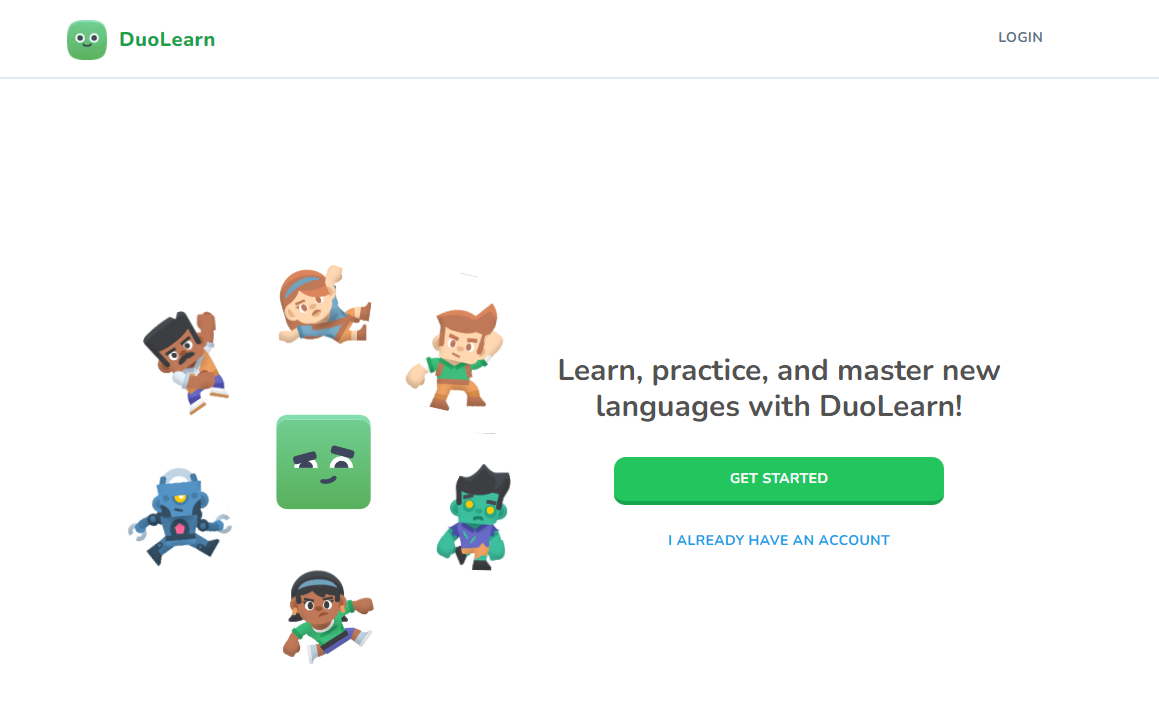 DuoLearn
LOGIN
Learn, practice, and master new
languages with DuoLearn!
GET STARTED
I ALREADY HAVE AN ACCOUNT